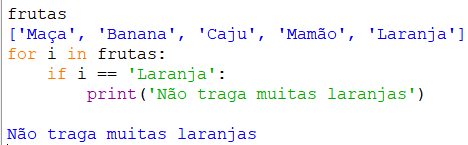 frutas
['Maça', 'Banana', 'Caju', 'Mamão', 'Laranja']
for i in frutas:
    if i == 'Laranja':
        print('Não traga muitas laranjas')
Não traga muitas laranjas